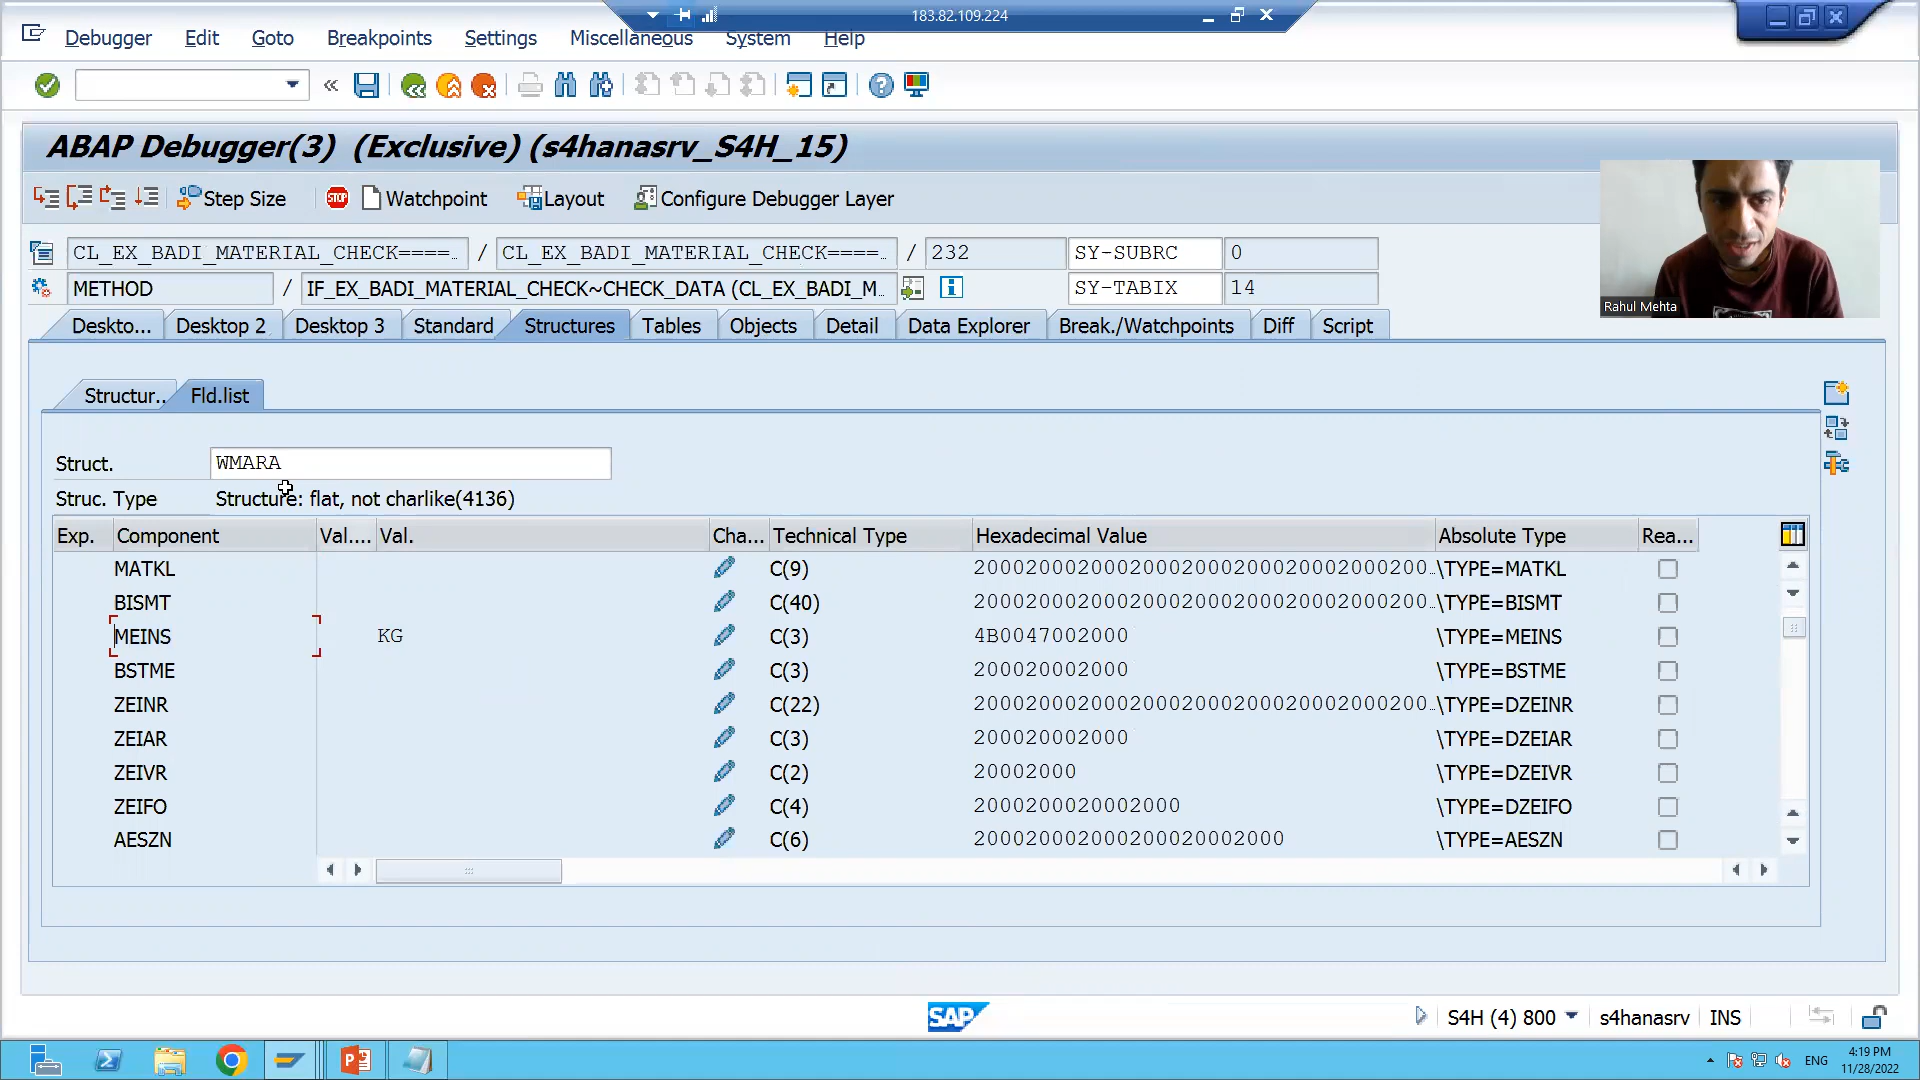 183.82.109.224
Debugger Edit Goto Breakpoints Settings Miscellaneous System Help
ABAP Debugger(3) (Exclusive) (s4hanasrv_S4H_15)
Step Size STOP Watchpoint Layout Configure Debugger Layer
CL_EX_BADI_MATERIAL_CHECK====… / CL_EX_BADI_MATERIAL_CHECK====… / 232 SY-SUBRC 0
METHOD / IF_EX_BADI_MATERIAL_CHECK~CHECK_DATA (CL_EX_BADI_M… SY-TABIX 14
Rahul Mehta
Deskto... Desktop 2 Desktop 3 Standard Structures Tables Objects Detail Data Explorer Break./Watchpoints Diff Script
Structur.. Fld.list
Struct. WMARA
Struc. Type Structure: flat, not charlike(4136)
Exp. Component Val.... Val. Cha... Technical Type Hexadecimal Value Absolute Type Rea...
MATKL C(9) 20002000200020002000200020002000200… \TYPE=MATKL
BISMT C(40) 20002000200020002000200020002000200… \TYPE=BISMT
MEINS KG C(3) 4B0047002000 \TYPE=MEINS
BSTME C(3) 200020002000 \TYPE=BSTME
ZEINR C(22) 20002000200020002000200020002000200… \TYPE=DZEINR
ZEIAR C(3) 200020002000 \TYPE=DZEIAR
ZEIVR C(2) 20002000 \TYPE=DZEIVR
ZEIFO C(4) 2000200020002000 \TYPE=DZEIFO
AESZN C(6) 200020002000200020002000 \TYPE=AESZN
SAP S4H (4) 800 s4hanasrv INS
ENG 4:19 PM
11/28/2022